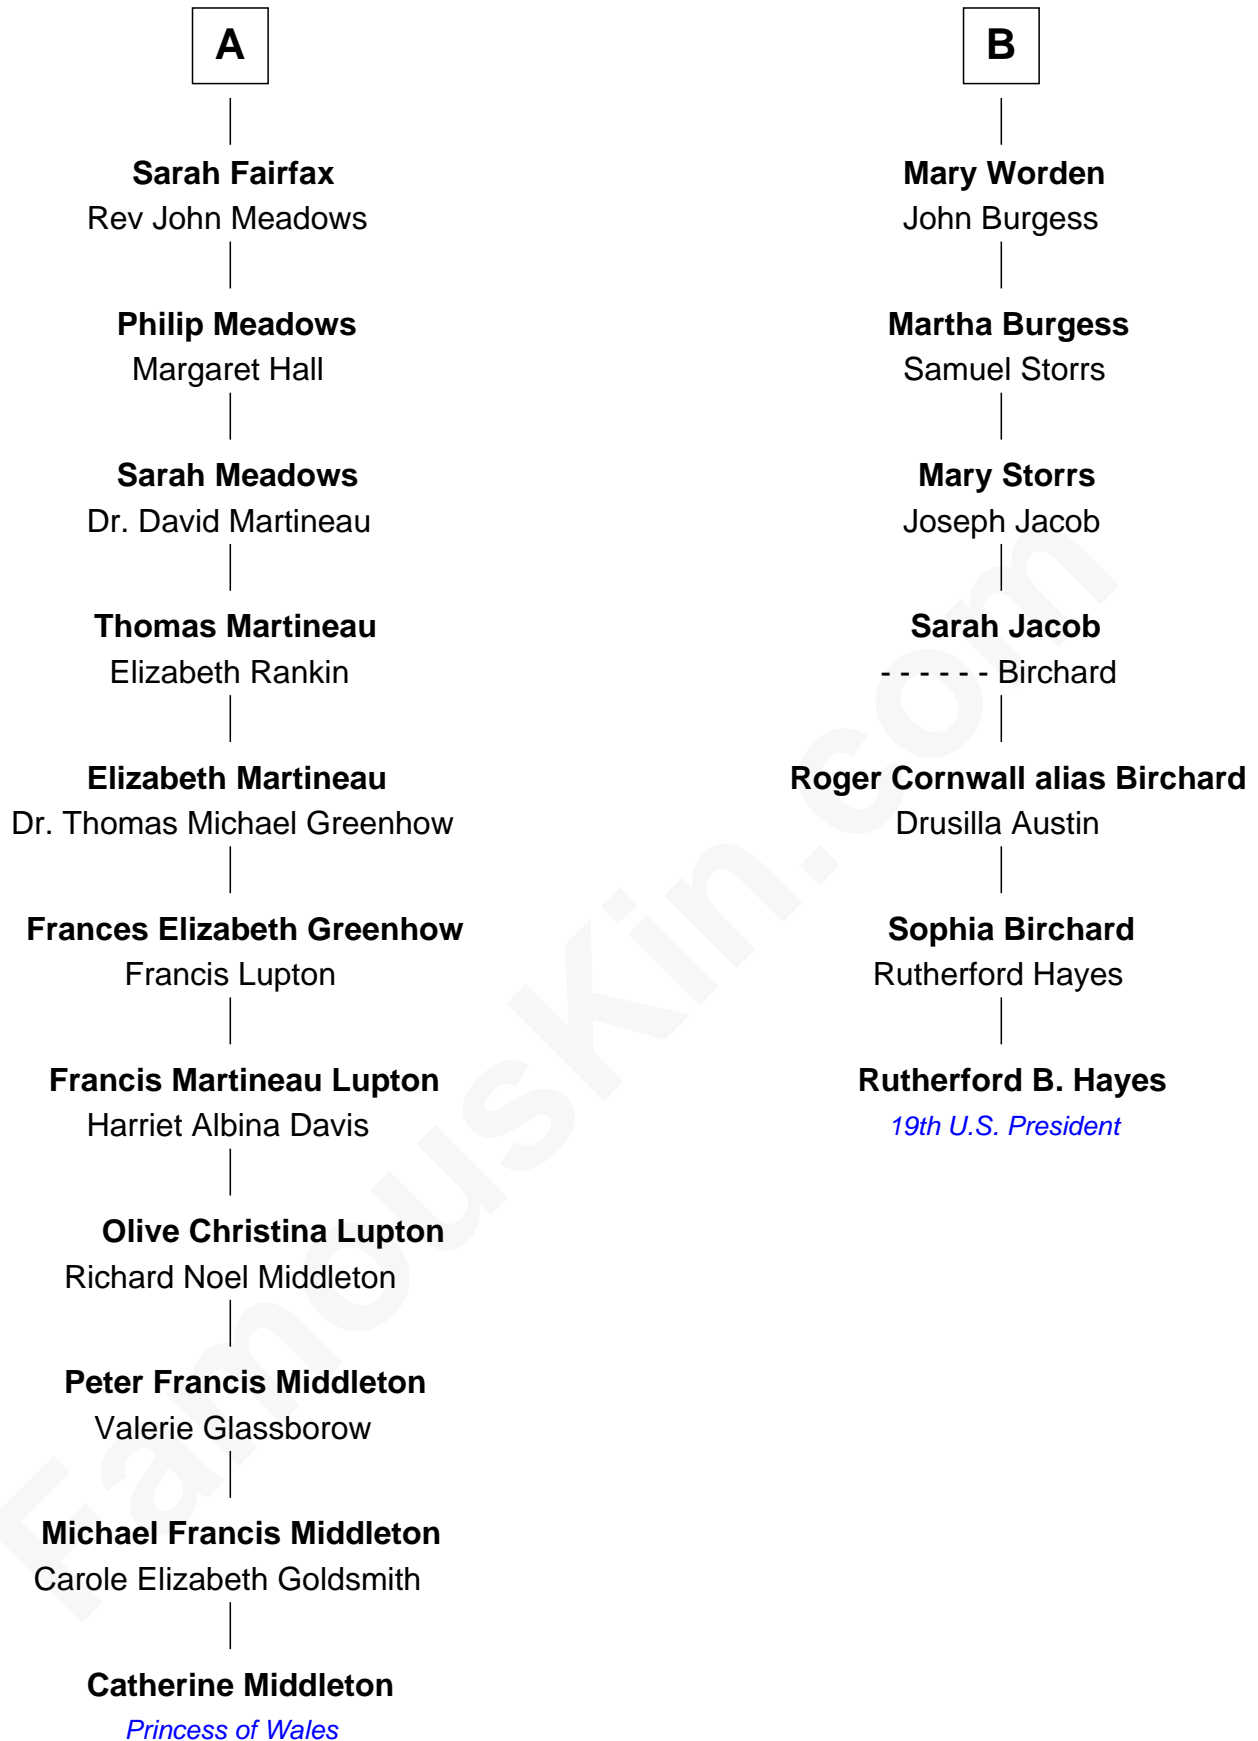 A
Sarah Fairfax
Rev John Meadows
Philip Meadows
Margaret Hall
Sarah Meadows
Dr. David Martineau
Thomas Martineau
Elizabeth Rankin
Elizabeth Martineau
Dr. Thomas Michael Greenhow
Frances Elizabeth Greenhow
Francis Lupton
Francis Martineau Lupton
Harriet Albina Davis
Olive Christina Lupton
Richard Noel Middleton
Peter Francis Middleton
Valerie Glassborow
Michael Francis Middleton
Carole Elizabeth Goldsmith
Catherine Middleton
Princess of Wales
B
Mary Worden
John Burgess
Martha Burgess
Samuel Storrs
Mary Storrs
Joseph Jacob
Sarah Jacob
- - - - - - Birchard
Roger Cornwall alias Birchard
Drusilla Austin
Sophia Birchard
Rutherford Hayes
Rutherford B. Hayes
19th U.S. President
FamousKin.com